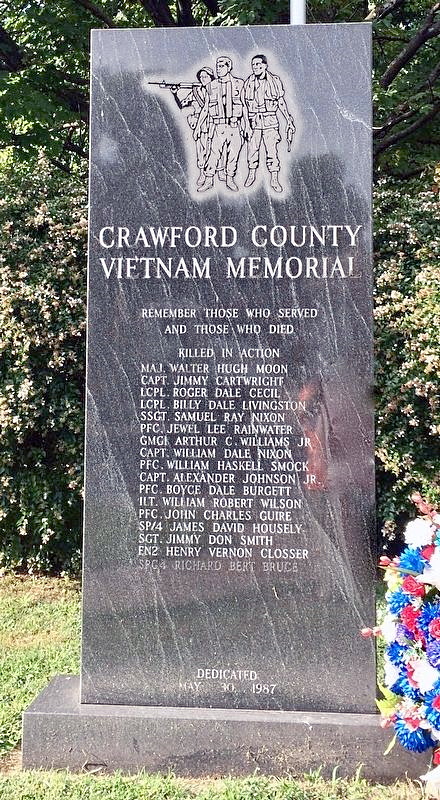 CRAWFORD COUNTY
VIETNAM MEMORIAL
REMEMBER THOSE WHO SERVED
AND THOSE WHO DIED
KILLED IN ACTION
MAJ. WALTER HUGH MOON
CAPT. JIMMY CARTWRIGHT
LCPL. ROGER DALE CECIL
LCPL. BILLY DALE LIVINGSTON
SSGT. SAMUEL RAY NIXON
PFC. JEWEL LEE RAINWATER
GMG1 ARTHUR C. WILLIAMS JR.
CAPT. WILLIAM DALE NIXON
PFC. WILLIAM HASKELL SMOCK
CAPT. ALEXANDER JOHNSON JR.
PFC. BOYCE DALE BURGETT
1LT. WILLIAM ROBERT WILSON
PFC. JOHN CHARLES GUIRE
SP/4 JAMES DAVID HOUSELY
SGT. JIMMY DON SMITH
EN2 HENRY VERNON CLOSSER
SPC4 RICHARD BERT BRUCE
DEDICATED
MAY 30, 1987